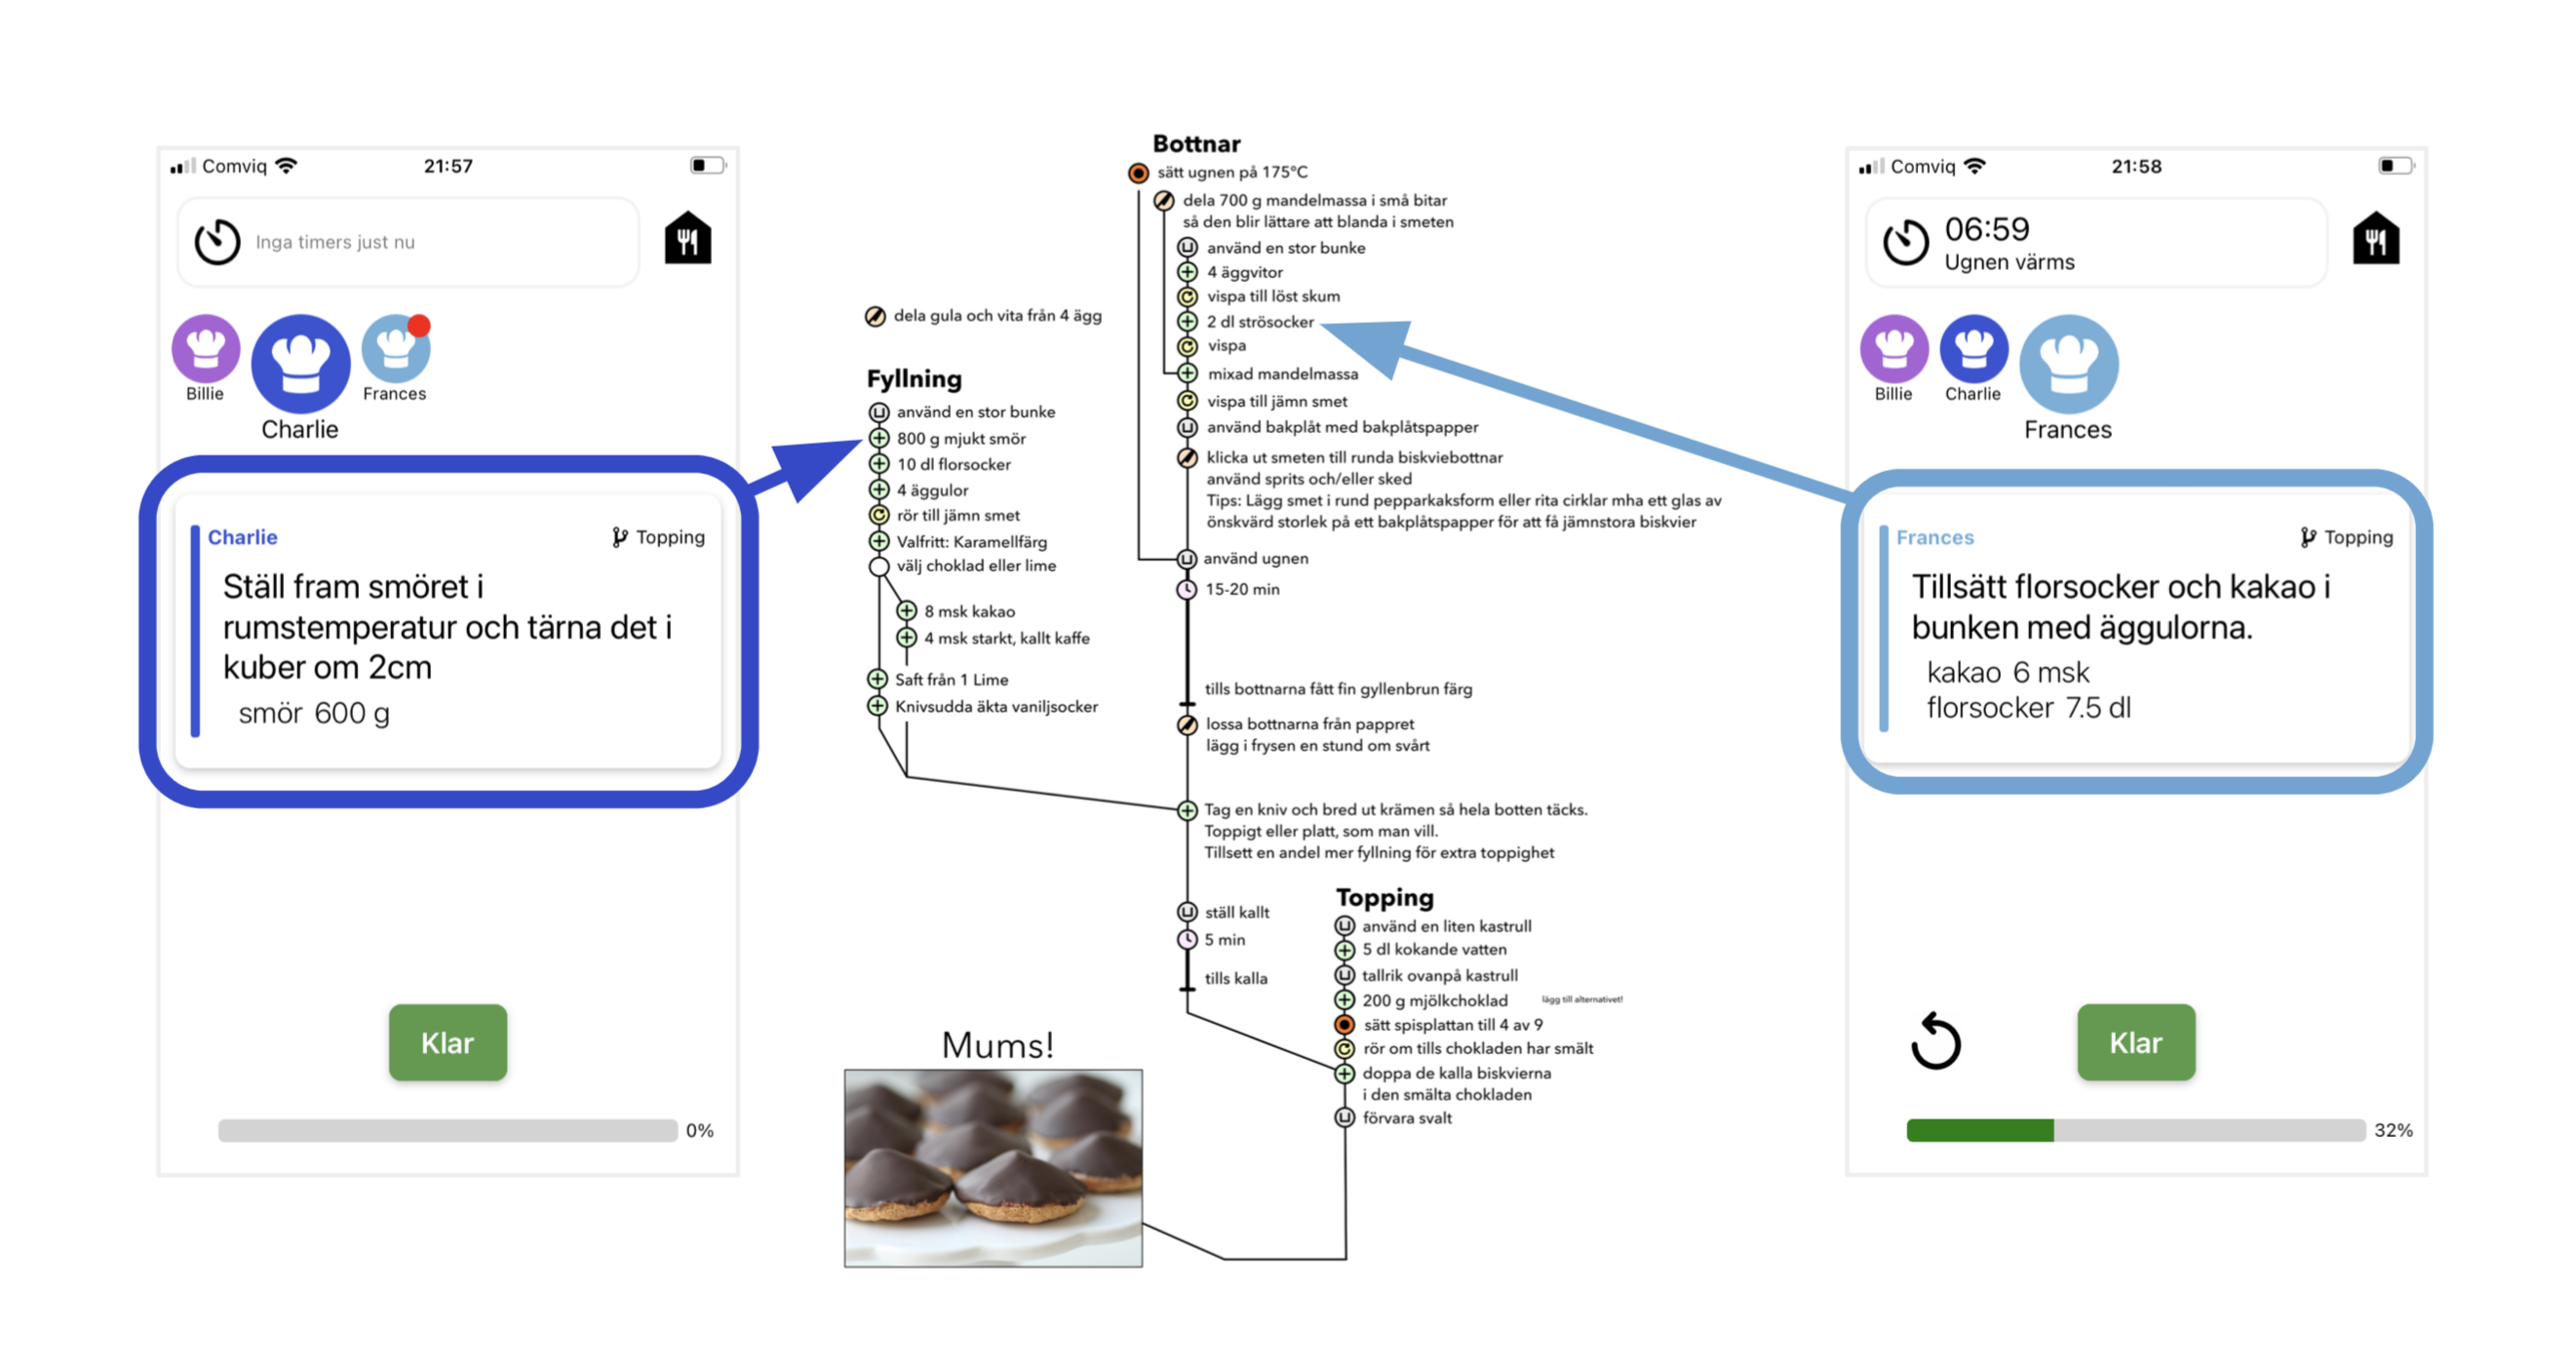 Comviq 21:57
Inga timers just nu
Billie
Charlie
Frances
Charlie Topping
Ställ fram smöret i
rumstemperatur och tärna det i
kuber om 2cm
smör 600 g
Klar
0%
dela gula och vita från 4 ägg
Fyllning
använd en stor bunke
800 g mjukt smör
10 dl florsocker
4 äggulor
rör till jämn smet
Valfritt: Karamellfärg
välj choklad eller lime
8 msk kakao
4 msk starkt, kallt kaffe
Saft från 1 Lime
Knivsudda äkta vaniljsocker
Bottnar
sätt ugnen på 175°C
dela 700 g mandelmassa i små bitar
så den blir lättare att blanda i smeten
använd en stor bunke
4 äggvitor
vispa till löst skum
2 dl strösocker
vispa
mixad mandelmassa
vispa till jämn smet
använd bakplåt med bakplåtspapper
klicka ut smeten till runda biskviebottnar
använd sprits och/eller sked
Tips: Lägg smet i rund pepparkaksform eller rita cirklar mha ett glas av
önskvärd storlek på ett bakplåtspapper för att få jämnstora biskvier
använd ugnen
15-20 min
tills bottnarna fått fin gyllenbrun färg
lossa bottnarna från pappret
lägg i frysen en stund om svårt
Tag en kniv och bred ut krämen så hela botten täcks.
Toppigt eller platt, som man vill.
Tillsett en andel mer fyllning för extra toppighet
ställ kallt
5 min
tills kalla
Topping
använd en liten kastrull
5 dl kokande vatten
tallrik ovanpå kastrull
200 g mjölkchoklad lägg till alternativet!
sätt spisplattan till 4 av 9
rör om tills chokladen har smält
doppa de kalla biskvierna
i den smälta chokladen
förvara svalt
Mums!
Comviq 21:58
06:59
Ugnen värms
Billie
Charlie
Frances
Frances Topping
Tillsätt florsocker och kakao i
bunken med äggulorna.
kakao 6 msk
florsocker 7.5 dl
Klar
32%